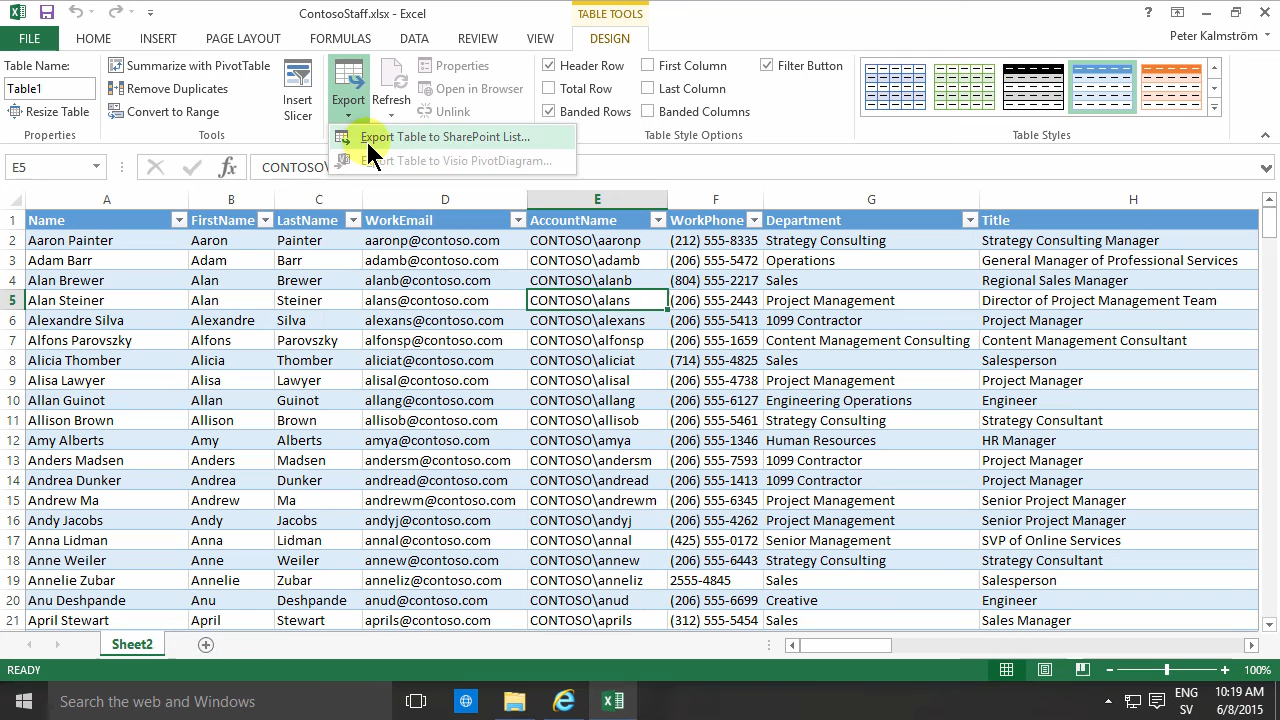 ContosoStaff.xlsx - Excel
TABLE TOOLS
?
FILE HOME INSERT PAGE LAYOUT FORMULAS DATA REVIEW VIEW DESIGN Peter Kalmström
Table Name:
Table1
Resize Table
Properties
Summarize with PivotTable
Remove Duplicates
Convert to Range
Tools
Insert
Slicer
Export
Refresh
Properties
Open in Browser
Unlink
Export Table to SharePoint List...
Export Table to Visio PivotDiagram...
Header Row First Column Filter Button
Total Row Last Column
Banded Rows Banded Columns
Table Style Options
Table Styles
E5 fx CONTOSO\
A B C D E F G H
1 Name FirstName LastName WorkEmail AccountName WorkPhone Department Title
2 Aaron Painter Aaron Painter aaronp@contoso.com CONTOSO\aaronp (212) 555-8335 Strategy Consulting Strategy Consulting Manager
3 Adam Barr Adam Barr adamb@contoso.com CONTOSO\adamb (206) 555-5472 Operations General Manager of Professional Services
4 Alan Brewer Alan Brewer alanb@contoso.com CONTOSO\alanb (804) 555-2217 Sales Regional Sales Manager
5 Alan Steiner Alan Steiner alans@contoso.com CONTOSO\alans (206) 555-2443 Project Management Director of Project Management Team
6 Alexandre Silva Alexandre Silva alexans@contoso.com CONTOSO\alexans (206) 555-5413 1099 Contractor Project Manager
7 Alfons Parovszky Alfons Parovszky alfonsp@contoso.com CONTOSO\alfonsp (206) 555-1659 Content Management Consulting Content Management Consultant
8 Alicia Thomber Alicia Thomber aliciat@contoso.com CONTOSO\aliciat (714) 555-4825 Sales Salesperson
9 Alisa Lawyer Alisa Lawyer alisal@contoso.com CONTOSO\alisal (206) 555-4738 Project Management Project Manager
10 Allan Guinot Allan Guinot allang@contoso.com CONTOSO\allang (206) 555-6127 Engineering Operations Engineer
11 Allison Brown Allison Brown allisob@contoso.com CONTOSO\allisob (206) 555-5461 Strategy Consulting Strategy Consultant
12 Amy Alberts Amy Alberts amya@contoso.com CONTOSO\amya (206) 555-1346 Human Resources HR Manager
13 Anders Madsen Anders Madsen andersm@contoso.com CONTOSO\andersm (206) 555-7593 1099 Contractor Project Manager
14 Andrea Dunker Andrea Dunker andread@contoso.com CONTOSO\andread (206) 555-1413 1099 Contractor Project Manager
15 Andrew Ma Andrew Ma andrewm@contoso.com CONTOSO\andrewm (206) 555-6345 Project Management Senior Project Manager
16 Andy Jacobs Andy Jacobs andyj@contoso.com CONTOSO\andyj (206) 555-4262 Project Management Senior Project Manager
17 Anna Lidman Anna Lidman annal@contoso.com CONTOSO\annal (425) 555-0172 Senior Management SVP of Online Services
18 Anne Weiler Anne Weiler annew@contoso.com CONTOSO\annew (206) 555-6443 Strategy Consulting Strategy Consultant
19 Annelie Zubar Annelie Zubar anneliz@contoso.com CONTOSO\anneliz 2555-4845 Sales Salesperson
20 Anu Deshpande Anu Deshpande anud@contoso.com CONTOSO\anud (206) 555-6699 Creative Engineer
21 April Stewart April Stewart aprils@contoso.com CONTOSO\aprils (312) 555-5454 Sales Sales Manager
Sheet2
READY 100%
Search the web and Windows
ENG 10:19 AM
SV 6/8/2015